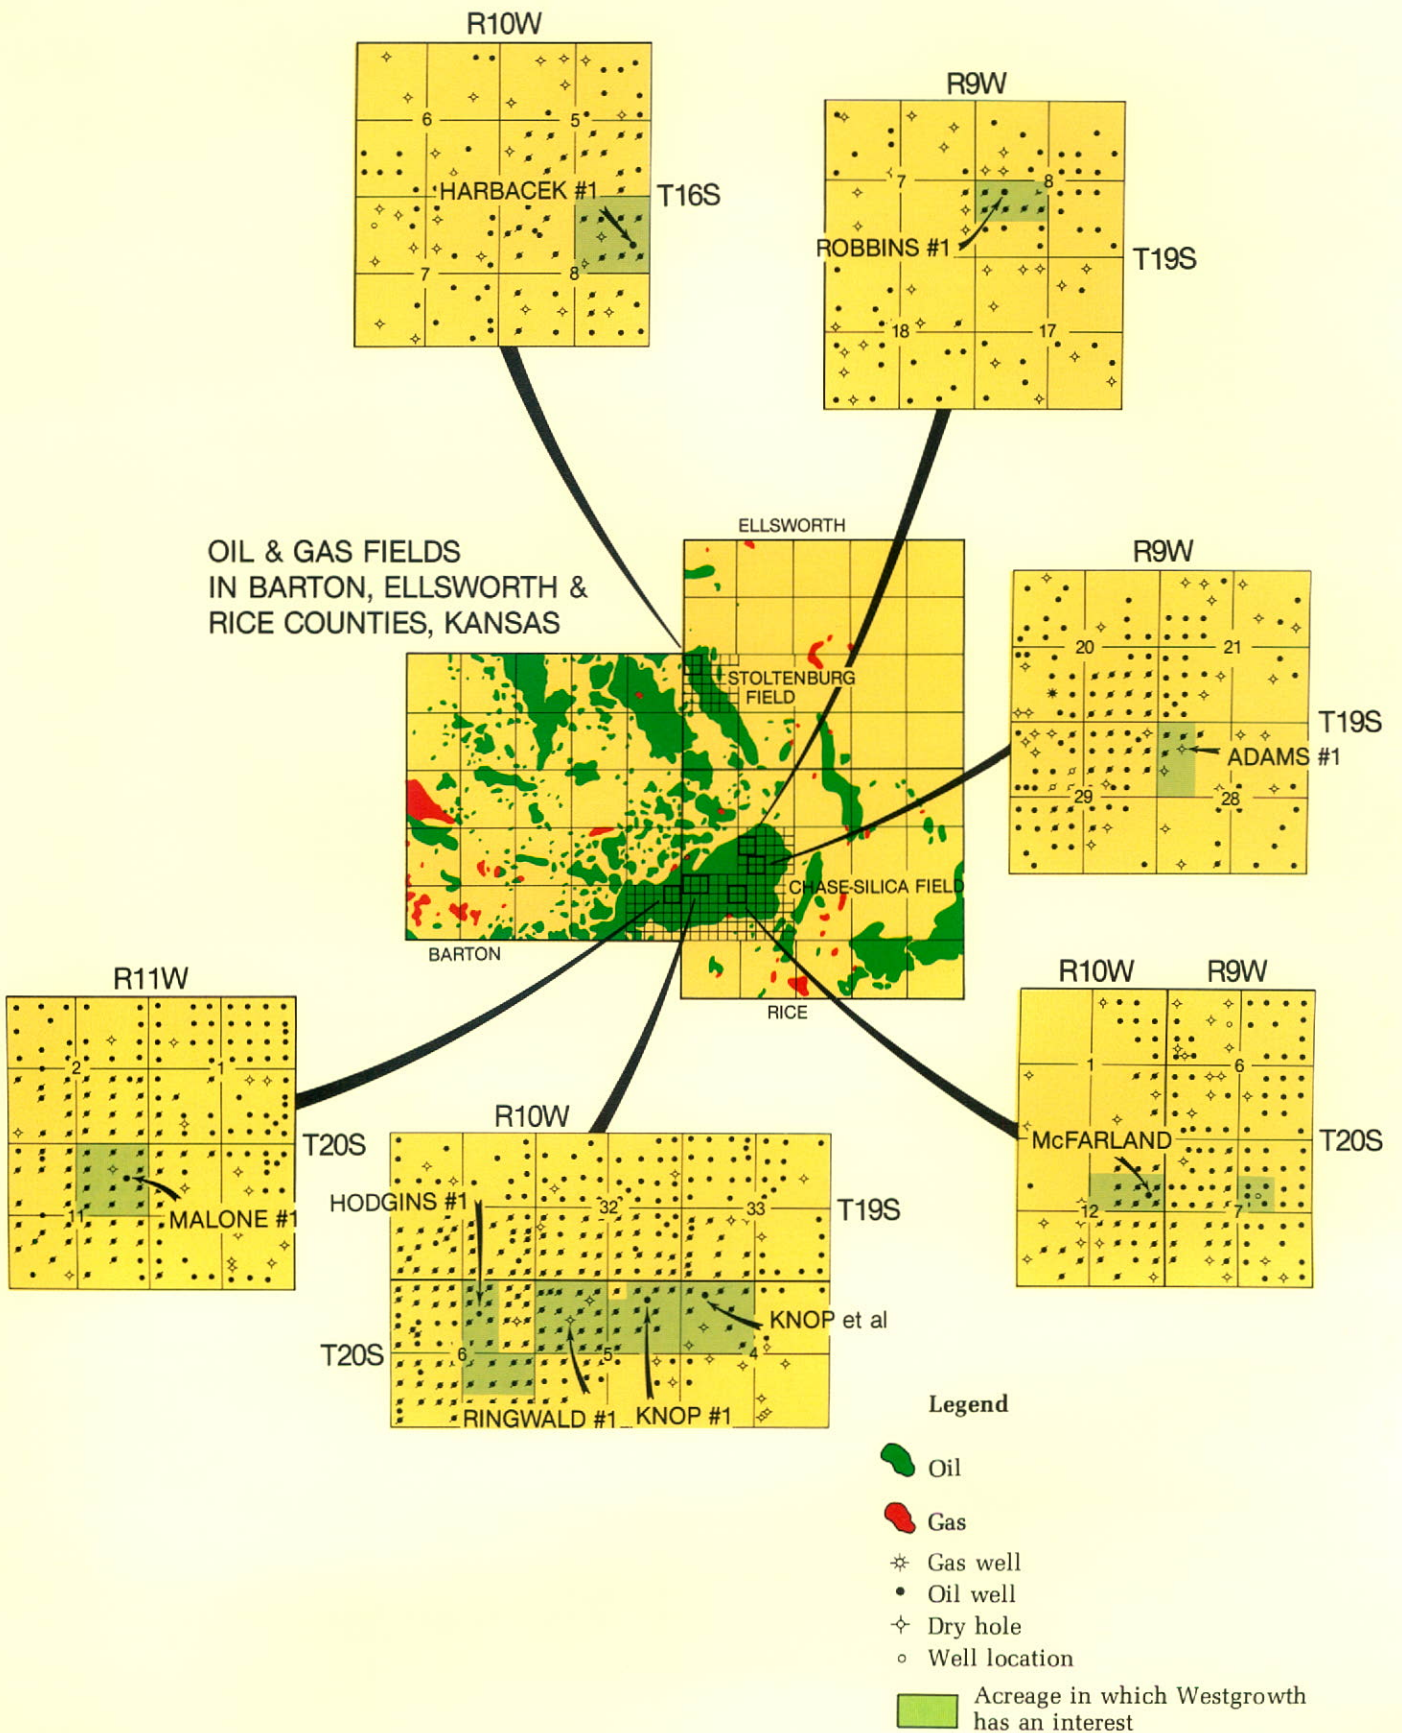 R10W
6
5
HARBACEK #1
T16S
7
8
R9W
7
8
ROBBINS #1
T19S
18
17
OIL & GAS FIELDS
IN BARTON, ELLSWORTH &
RICE COUNTIES, KANSAS
ELLSWORTH
STOLTENBURG
FIELD
CHASE-SILICA FIELD
BARTON
RICE
R9W
20
21
T19S
ADAMS #1
29
28
R11W
2
1
T20S
11
MALONE #1
R10W
HODGINS #1
32
33
T19S
KNOP et al
T20S
6
5
4
RINGWALD #1
KNOP #1
R10W
R9W
1
6
McFARLAND
T20S
12
7
Legend
Oil
Gas
Gas well
Oil well
Dry hole
Well location
Acreage in which Westgrowth
has an interest